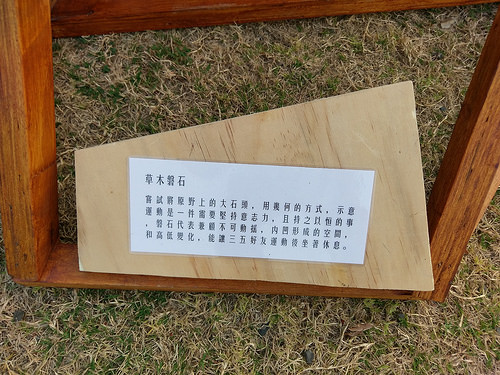 草木磐石
嘗試將原野上的大石頭，用幾何的方式，示意
運動是一件需要堅持意志力，且持之以恒的事
，磐石代表兼顧不可動搖，內凹形成的空間，
和高低變化，能讓三五好友運動後坐著休息。